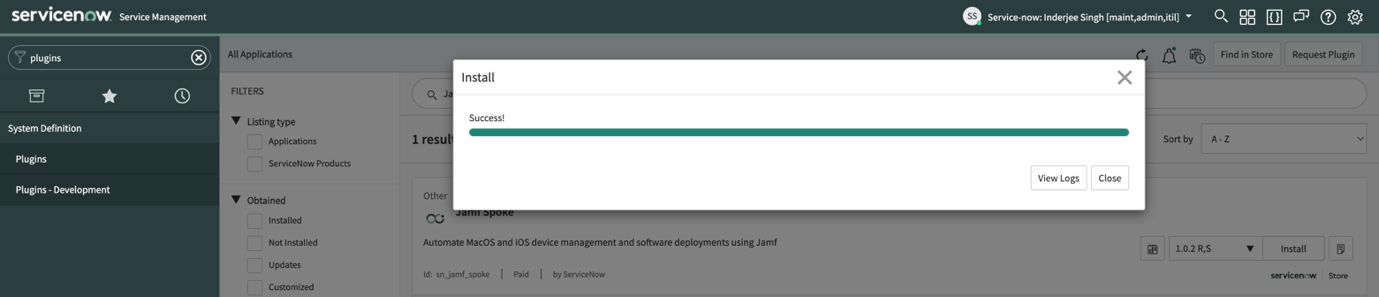 servicenow Service Management
SS Service-now: Inderjee Singh [maint,admin,itil]
plugins
System Definition
Plugins
Plugins - Development
All Applications
Find in Store
Request Plugin
FILTERS
Listing type
Applications
ServiceNow Products
Obtained
Installed
Not Installed
Updates
Customized
Install
Success!
View Logs
Close
Ja
1 resul
Sort by
A - Z
Other
Jamf Spoke
Automate MacOS and iOS device management and software deployments using Jamf
1.0.2 R,S
Install
Id: sn_jamf_spoke | Paid | by ServiceNow
servicenow Store